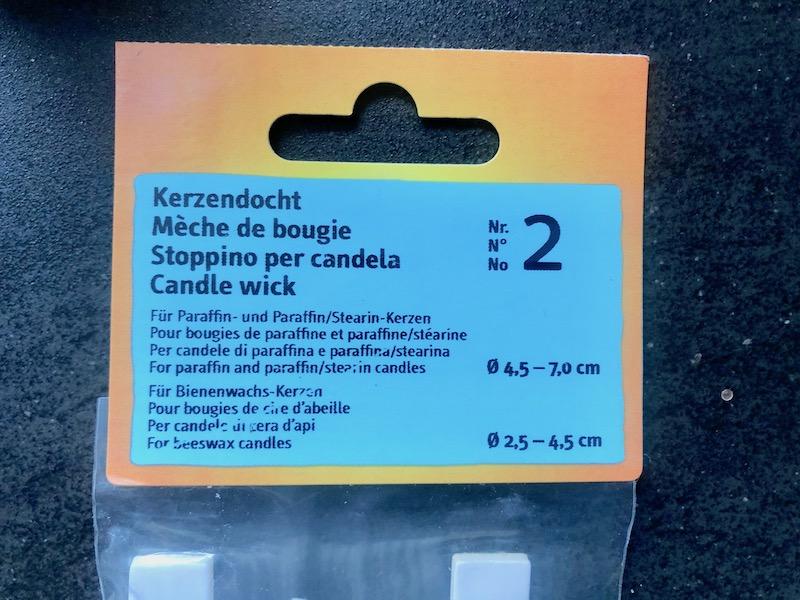 Kerzendocht
Mèche de bougie
Stoppino per candela
Candle wick
Nr.
N°
No
2
Für Paraffin- und Paraffin/Stearin-Kerzen
Pour bougies de paraffine et paraffine/stéarine
Per candele di paraffina e paraffina/stearina
For paraffin and paraffin/stearin candles
Ø 4,5 – 7,0 cm
Für Bienenwachs-Kerzen
Pour bougies de cire d'abeille
Per candele di cera d'api
For beeswax candles
Ø 2,5 – 4,5 cm